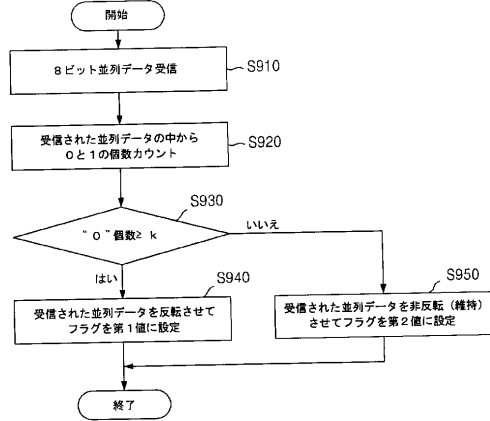 開始
8ビット並列データ受信
S910
受信された並列データの中から
0と1の個数カウント
S920
S930
"0"個数≥ k
いいえ
はい
S940
受信された並列データを反転させて
フラグを第1値に設定
S950
受信された並列データを非反転（維持）
させてフラグを第2値に設定
終了